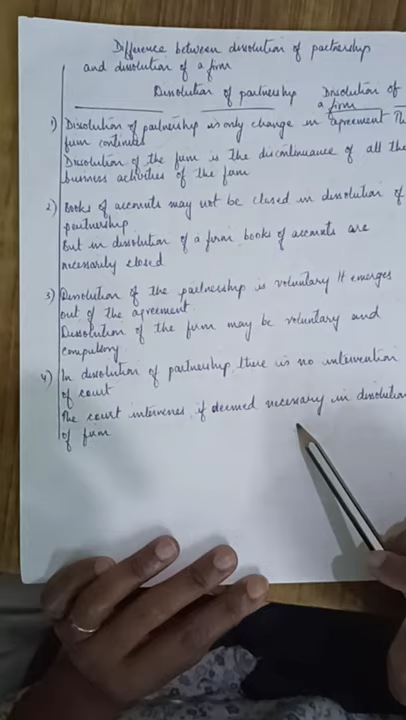 Difference between dissolution of partnership
and dissolution of a firm
Dissolution of partnership Dissolution of
a firm
1) Dissolution of partnership is only change in agreement Th
firm continues
Dissolution of the firm is the discontinuance of all the
business activities of the firm
2) Books of accounts may not be closed in dissolution of
partnership
But in dissolution of a firm books of accounts are
necessarily closed
3) Dissolution of the partnership is voluntary It emerges
out of the agreement
Dissolution of the firm may be voluntary and
compulsory
4) In dissolution of partnership there is no intervention
of court
The court intervenes, if deemed necessary in dissolution
of firm